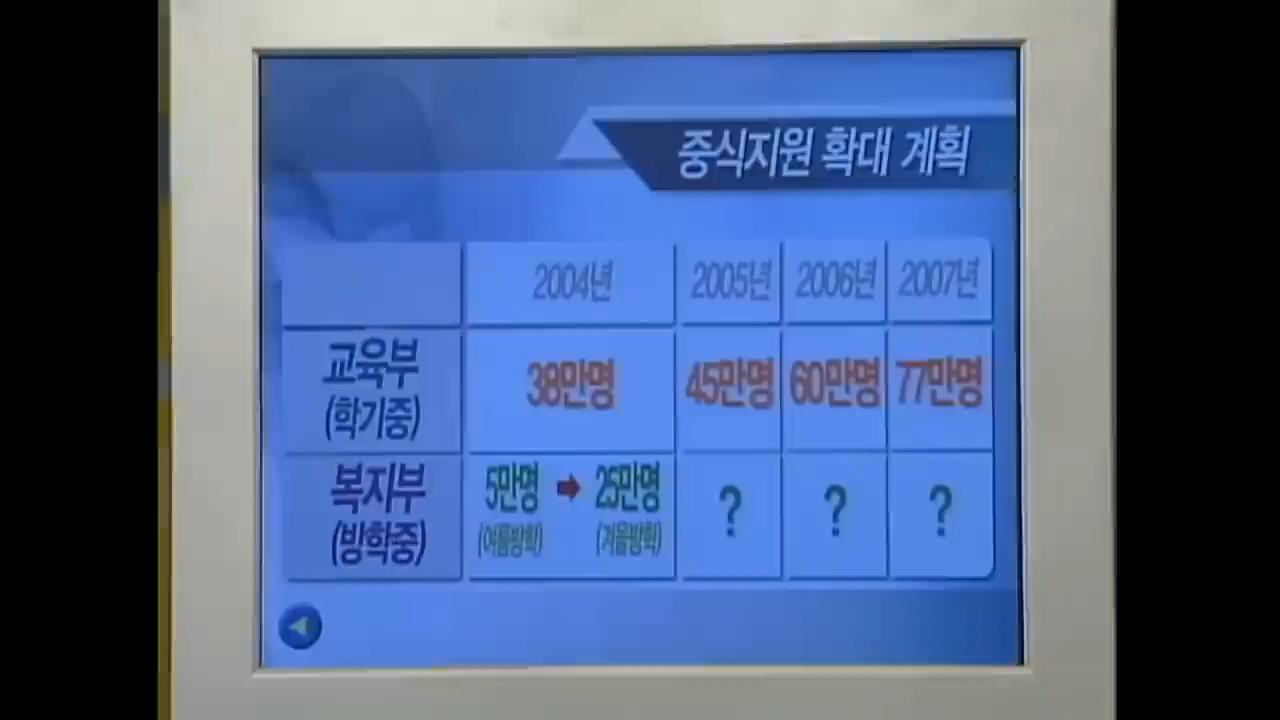 중식지원 확대 계획
2004년 2005년 2006년 2007년
교육부
(학기중)
38만명 45만명 60만명 77만명
복지부
(방학중)
5만명 25만명 ? ? ?
(여름방학) (겨울방학)